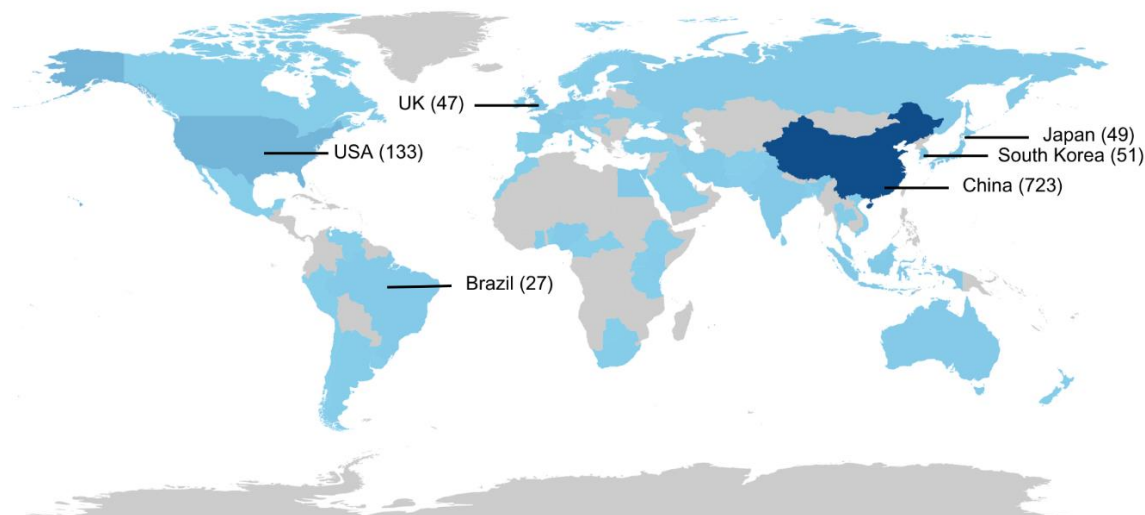 UK (47)
USA (133)
Japan (49)
South Korea (51)
China (723)
Brazil (27)